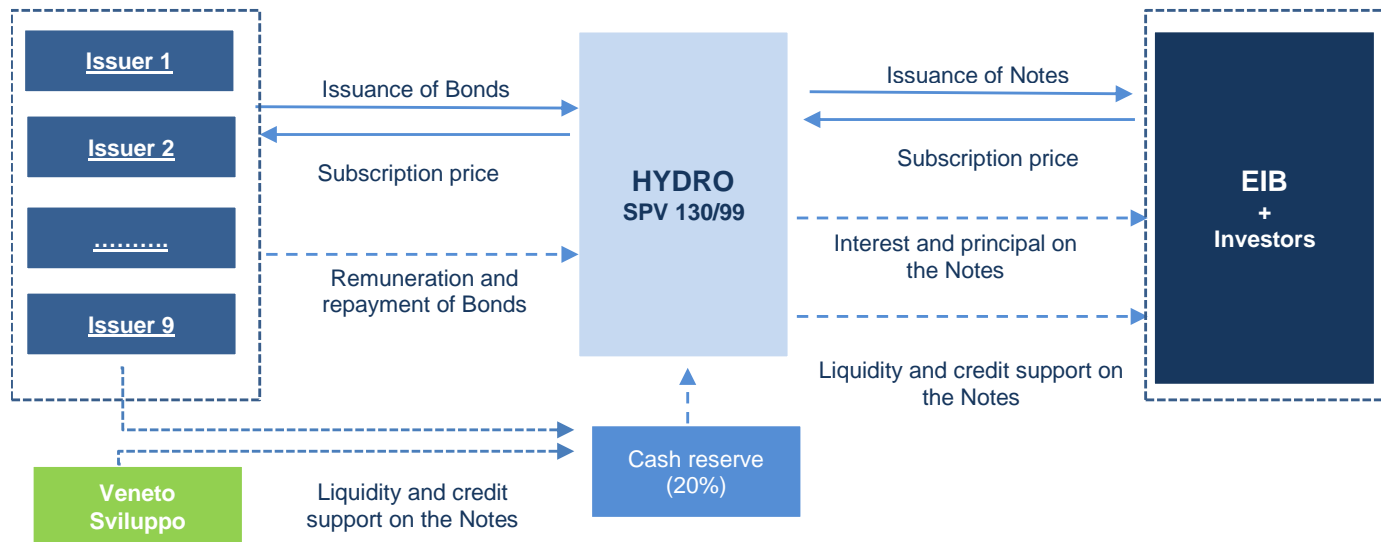 Issuer 1
Issuer 2
..........
Issuer 9
Issuance of Bonds
Subscription price
Remuneration and
repayment of Bonds
HYDRO
SPV 130/99
Issuance of Notes
Subscription price
Interest and principal on
the Notes
Liquidity and credit support on
the Notes
EIB
+
Investors
Veneto
Sviluppo
Liquidity and credit
support on the Notes
Cash reserve
(20%)